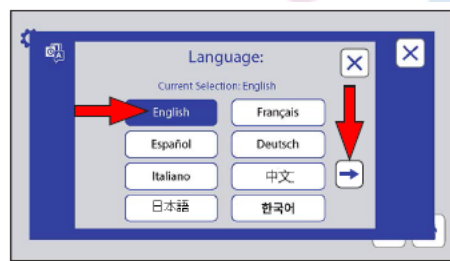 Language:
Current Selection: English
English
Français
Español
Deutsch
Italiano
中文
日本語
한국어